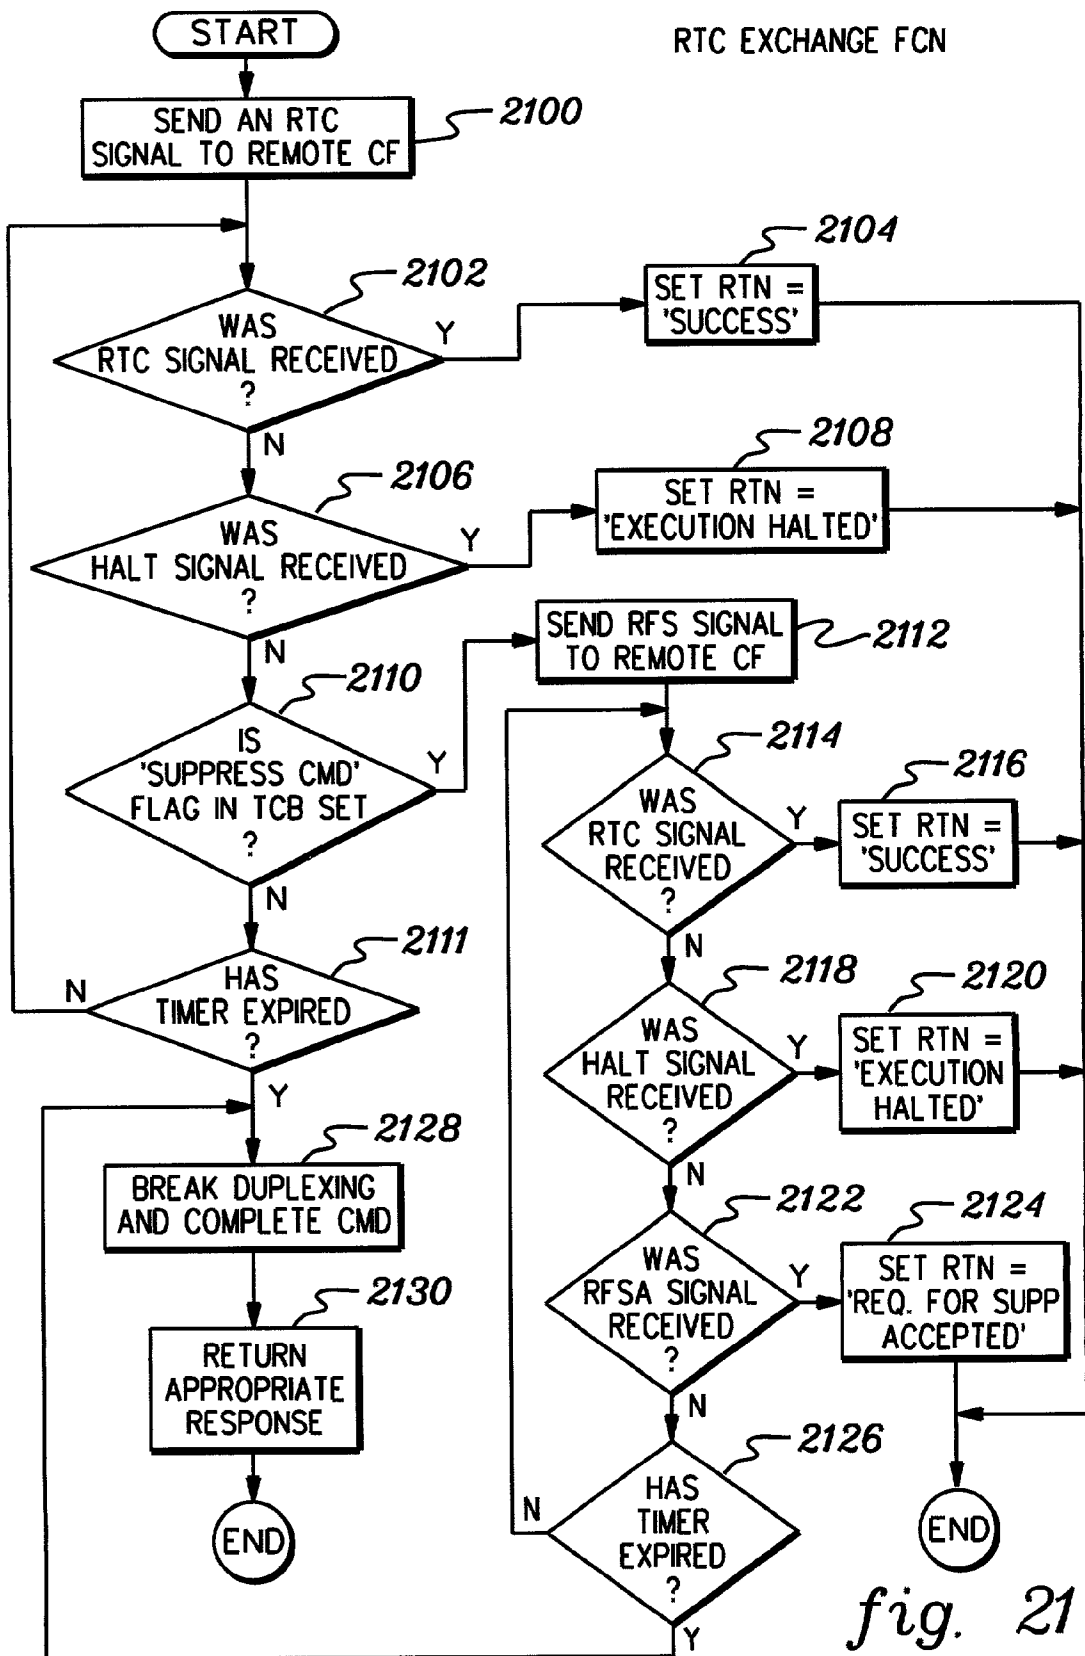 START
RTC EXCHANGE FCN
SEND AN RTC
SIGNAL TO REMOTE CF
2100
2102
WAS
RTC SIGNAL RECEIVED
?
Y
N
2104
SET RTN =
'SUCCESS'
2106
WAS
HALT SIGNAL RECEIVED
?
Y
N
2108
SET RTN =
'EXECUTION HALTED'
2110
IS
'SUPPRESS CMD'
FLAG IN TCB SET
?
Y
N
SEND RFS SIGNAL
TO REMOTE CF
2112
2111
HAS
TIMER EXPIRED
?
N
Y
2114
WAS
RTC SIGNAL
RECEIVED
?
Y
N
2116
SET RTN =
'SUCCESS'
2118
WAS
HALT SIGNAL
RECEIVED
?
Y
N
2120
SET RTN =
'EXECUTION
HALTED'
2128
BREAK DUPLEXING
AND COMPLETE CMD
2122
WAS
RFSA SIGNAL
RECEIVED
?
Y
N
2124
SET RTN =
'REQ. FOR SUPP
ACCEPTED'
2130
RETURN
APPROPRIATE
RESPONSE
END
2126
HAS
TIMER
EXPIRED
?
N
Y
END
fig. 21